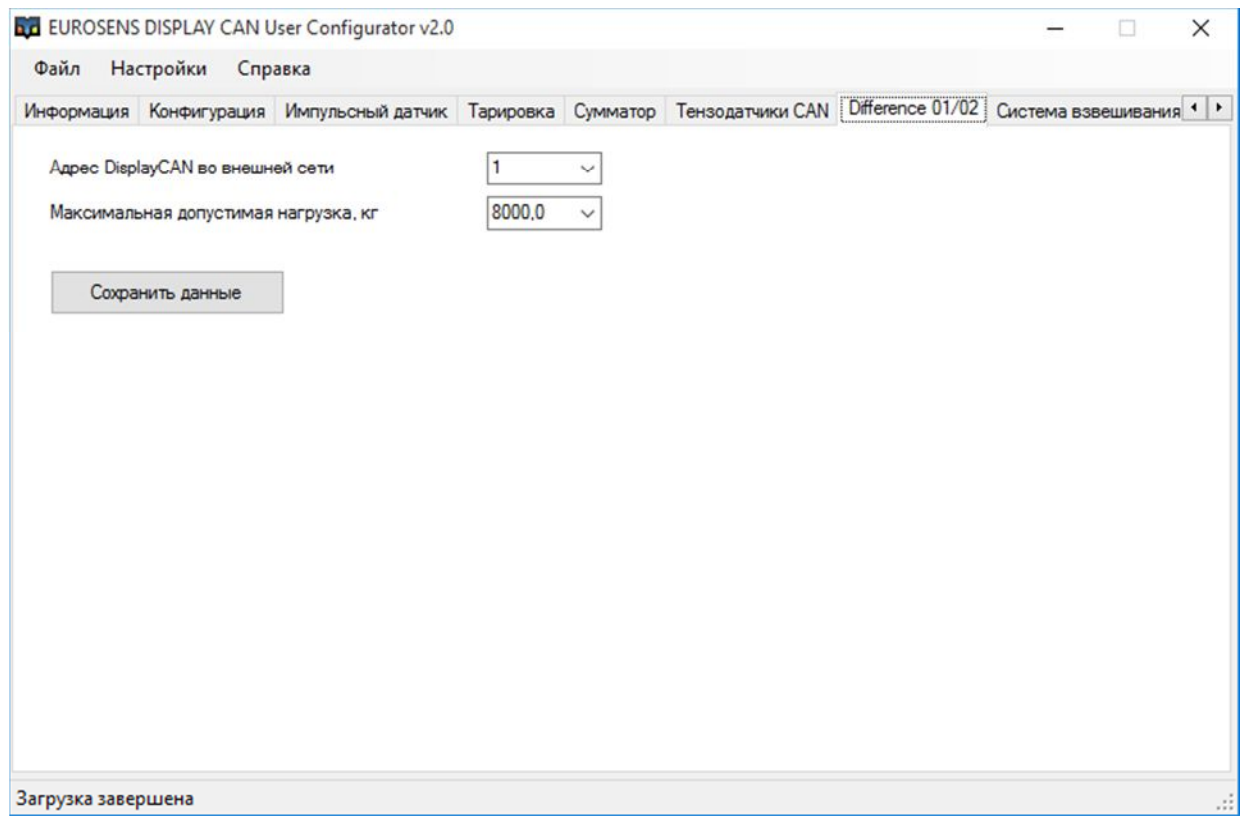 EUROSENS DISPLAY CAN User Configurator v2.0
Файл Настройки Справка
Информация Конфигурация Импульсный датчик Тарировка Сумматор Тензодатчики CAN Difference 01/02 Система взвешивания
Адрес DisplayCAN во внешней сети 1
Максимальная допустимая нагрузка, кг 8000,0
Сохранить данные
Загрузка завершена